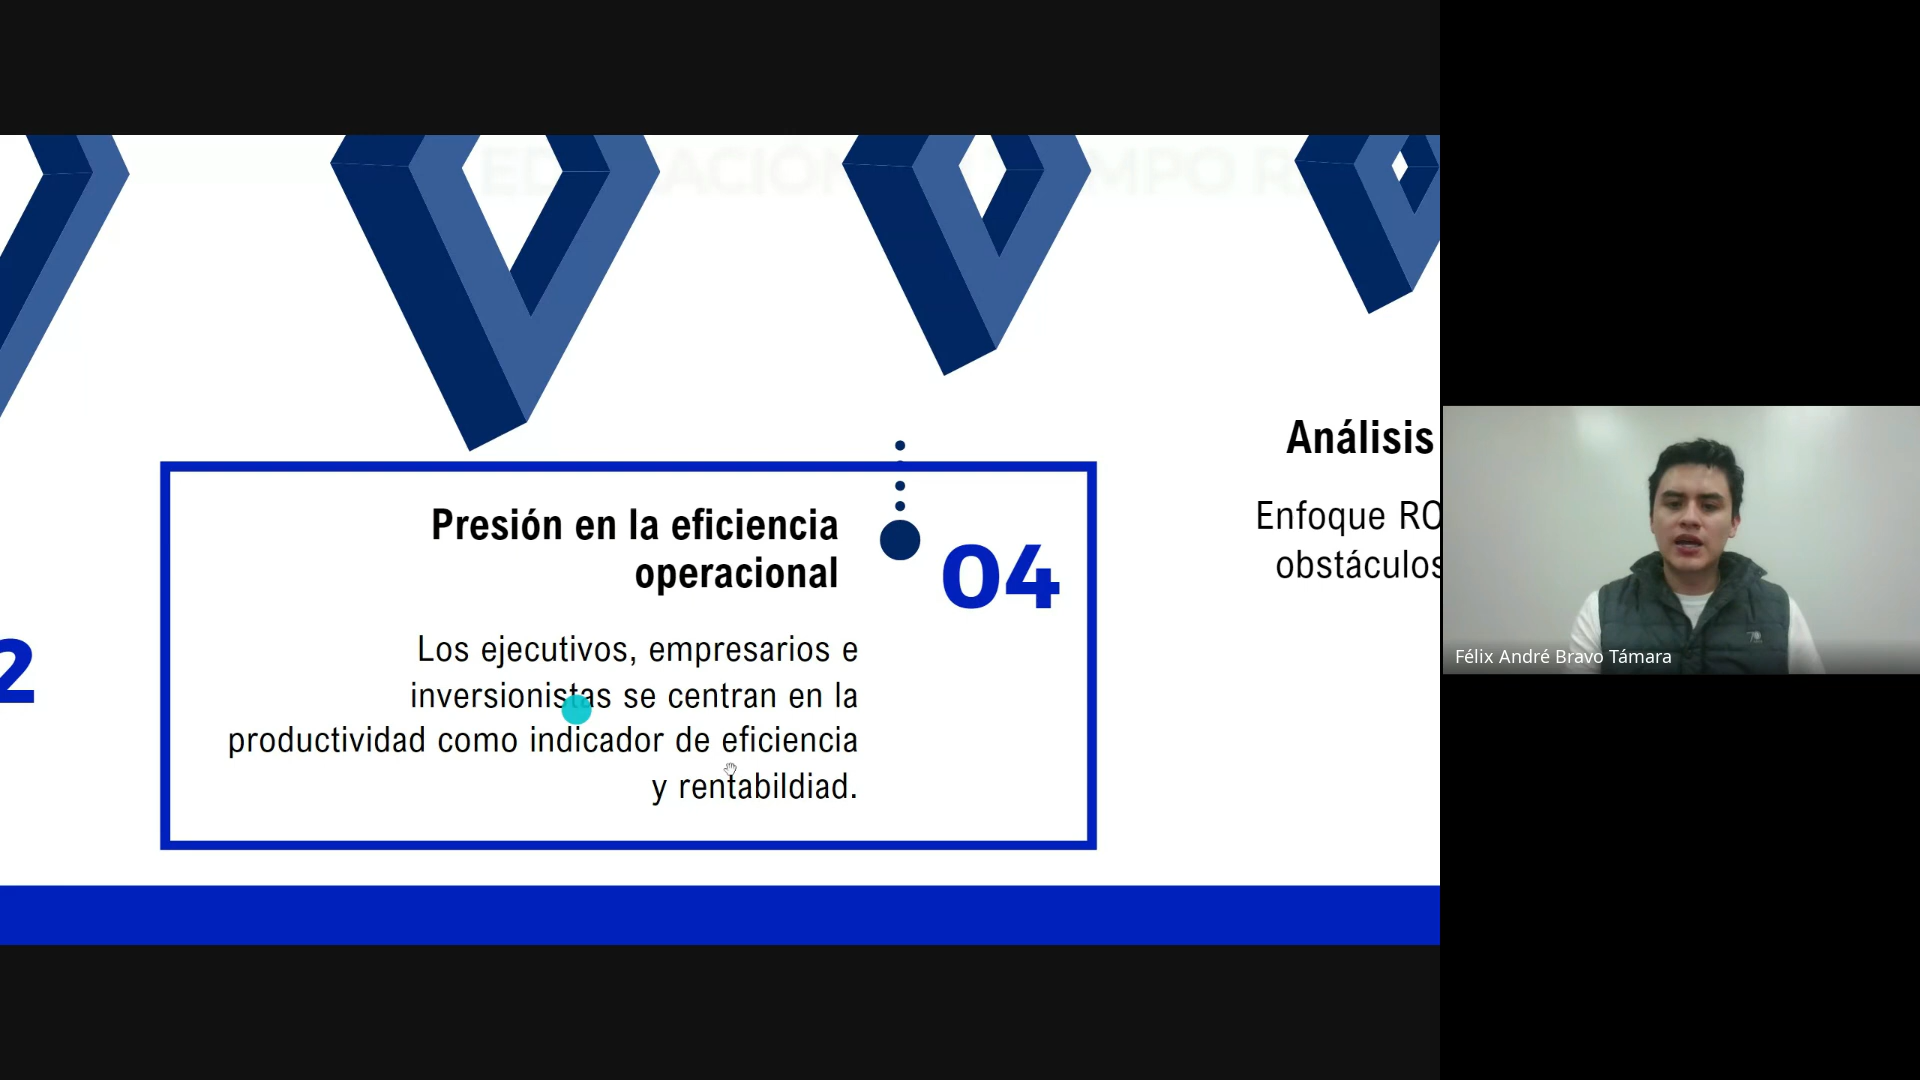 Presión en la eficiencia
operacional
04
Los ejecutivos, empresarios e
inversionistas se centran en la
productividad como indicador de eficiencia
y rentabildiad.
2
Análisis
Enfoque RO
obstáculos
Félix André Bravo Támara